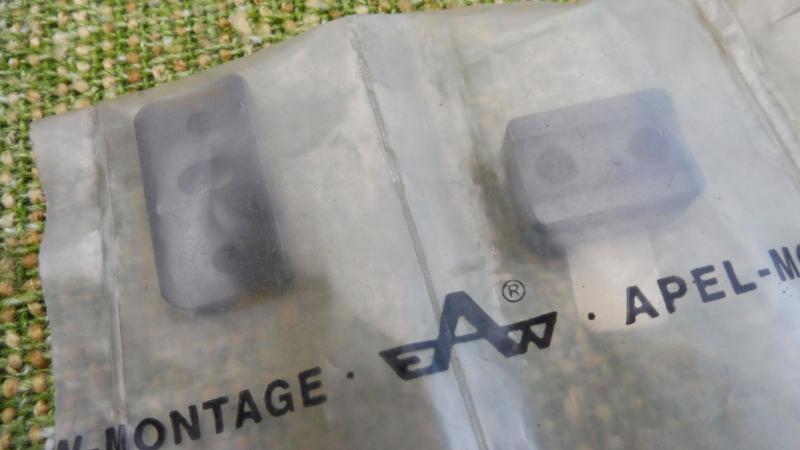 -MONTAGE · EAW ® · APEL-M